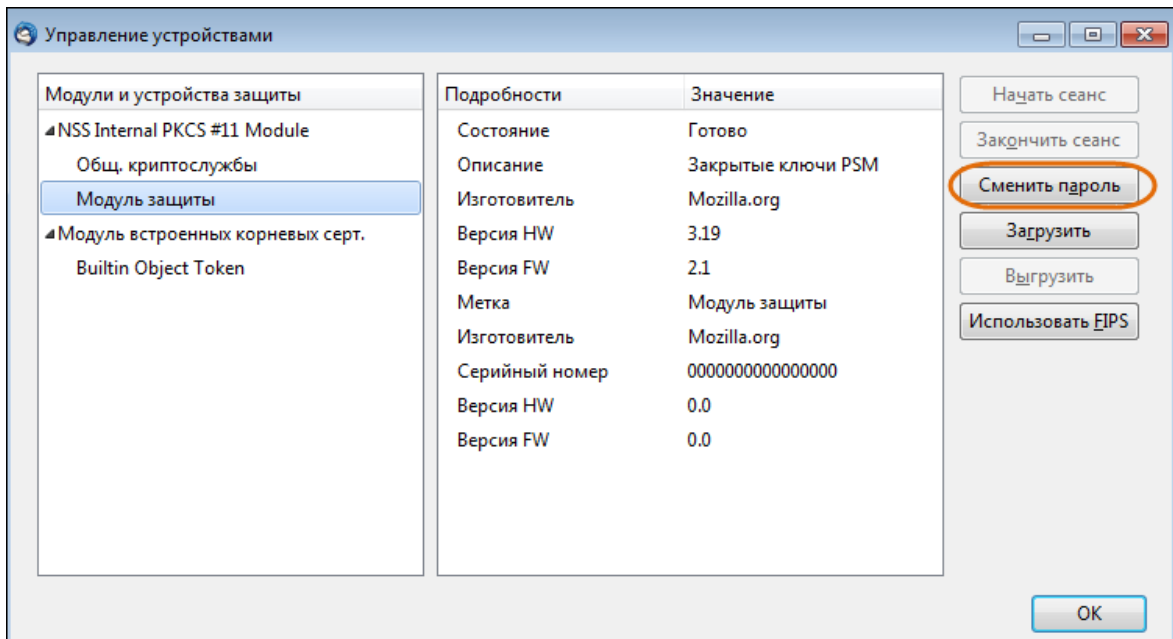 Управление устройствами
Модули и устройства защиты
NSS Internal PKCS #11 Module
Общ. криптослужбы
Модуль защиты
Модуль встроенных корневых серт.
Builtin Object Token
Подробности Значение
Состояние Готово
Описание Закрытые ключи PSM
Изготовитель Mozilla.org
Версия HW 3.19
Версия FW 2.1
Метка Модуль защиты
Изготовитель Mozilla.org
Серийный номер 0000000000000000
Версия HW 0.0
Версия FW 0.0
Начать сеанс
Закончить сеанс
Сменить пароль
Загрузить
Выгрузить
Использовать FIPS
OK